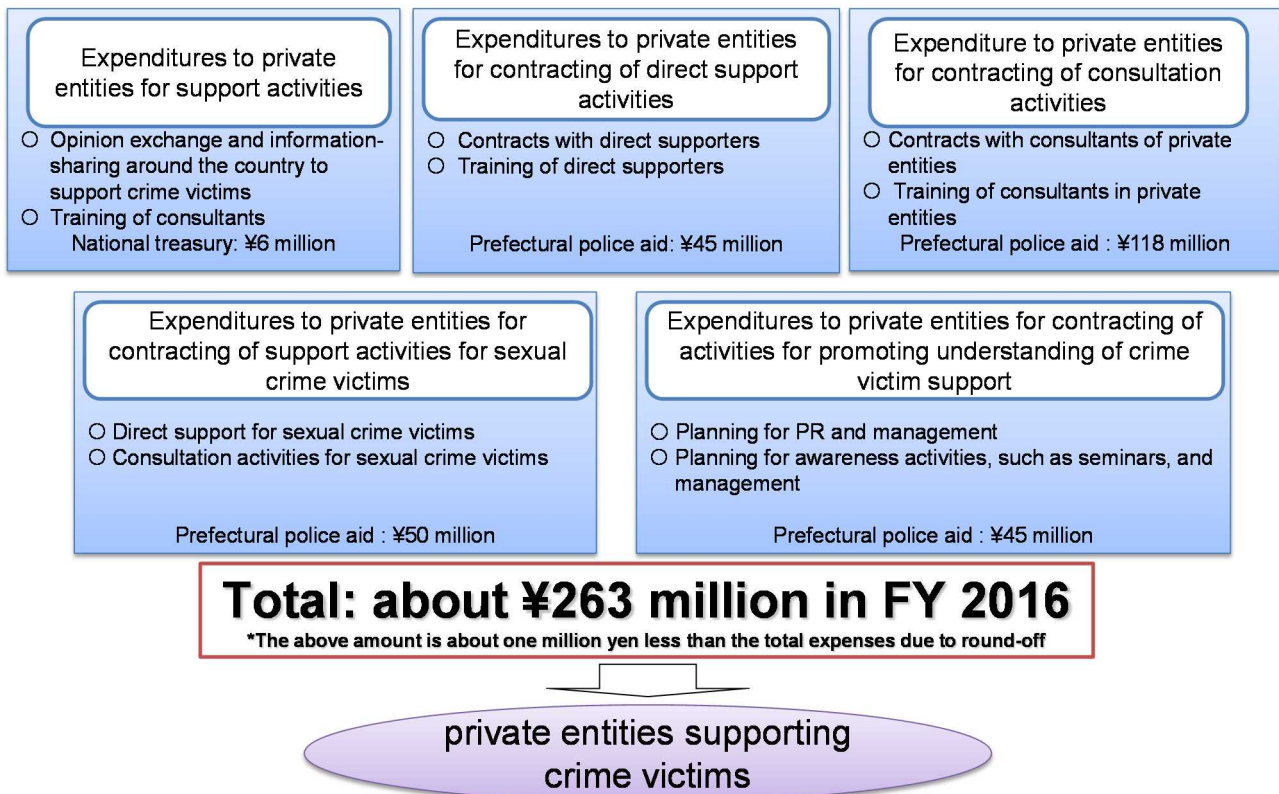 Expenditures to private
entities for support activities
○ Opinion exchange and information-
sharing around the country to
support crime victims
○ Training of consultants
National treasury: ¥6 million
Expenditures to private entities
for contracting of direct support
activities
○ Contracts with direct supporters
○ Training of direct supporters
Prefectural police aid: ¥45 million
Expenditure to private entities
for contracting of consultation
activities
○ Contracts with consultants of private
entities
○ Training of consultants in private
entities
Prefectural police aid : ¥118 million
Expenditures to private entities for
contracting of support activities for sexual
crime victims
○ Direct support for sexual crime victims
○ Consultation activities for sexual crime victims
Prefectural police aid : ¥50 million
Expenditures to private entities for contracting of
activities for promoting understanding of crime
victim support
○ Planning for PR and management
○ Planning for awareness activities, such as seminars, and
management
Prefectural police aid : ¥45 million
Total: about ¥263 million in FY 2016
*The above amount is about one million yen less than the total expenses due to round-off
private entities supporting
crime victims